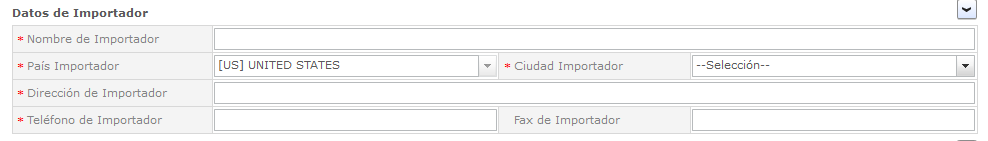 Datos de Importador
* Nombre de Importador
* País Importador [US] UNITED STATES * Ciudad Importador --Selección--
* Dirección de Importador
* Teléfono de Importador Fax de Importador